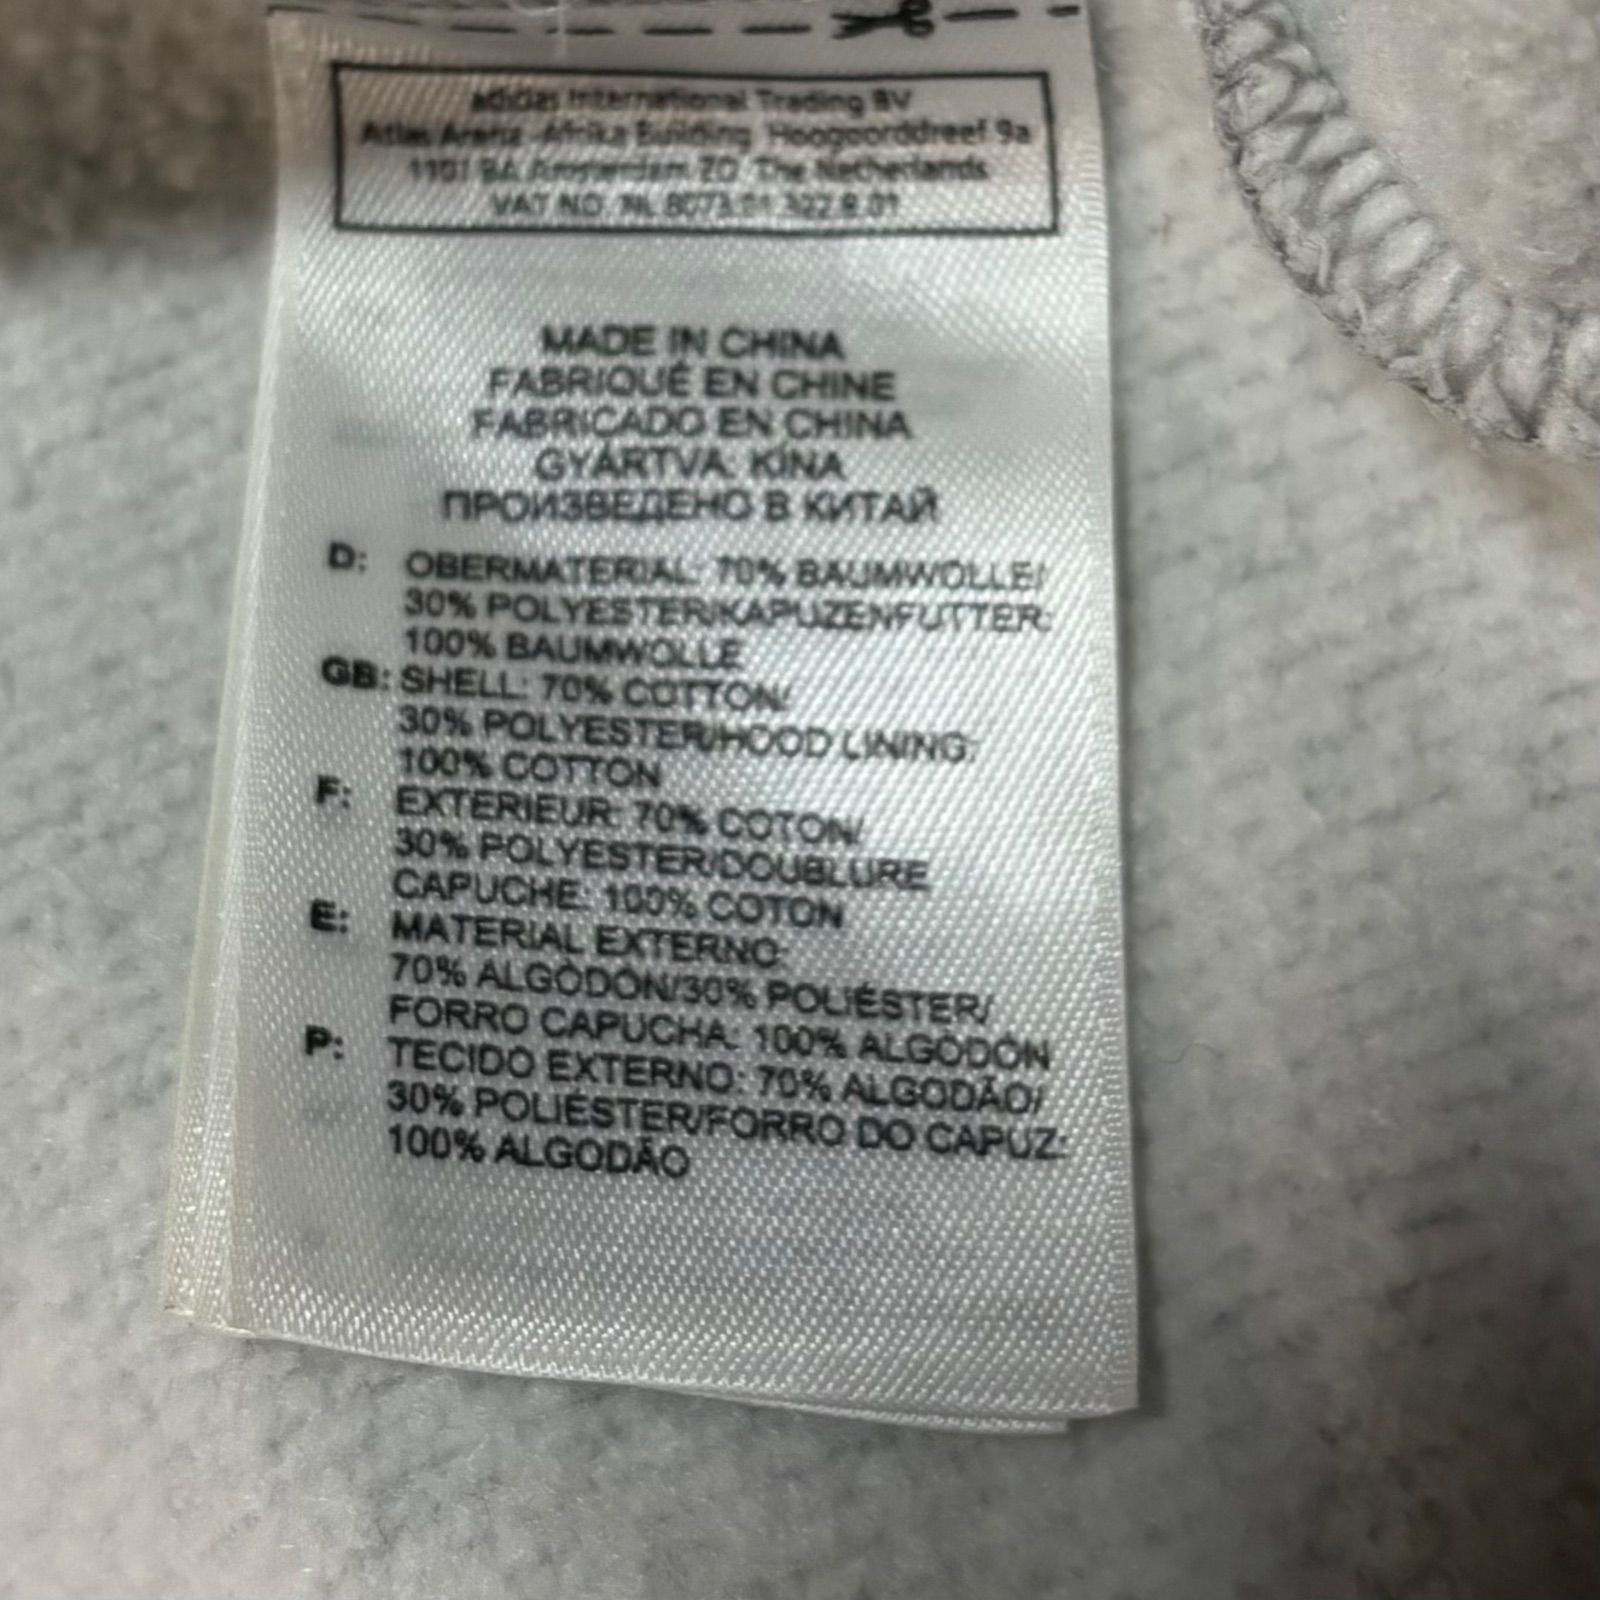 adidas International Trading BV
Atlas Arena -Afrika Building Hoogoorddreef 9a
1101 BA Amsterdam ZO The Netherlands
VAT NO: NL
MADE IN CHINA
FABRIQUÉ EN CHINE
FABRICADO EN CHINA
GYÁRTVA: KÍNA
ПРОИЗВЕДЕНО В КИТАЙ
D: OBERMATERIAL: 70% BAUMWOLLE/
30% POLYESTER/KAPUZENFUTTER:
100% BAUMWOLLE
GB: SHELL: 70% COTTON/
30% POLYESTER/HOOD LINING:
100% COTTON
F: EXTERIEUR: 70% COTON/
30% POLYESTER/DOUBLURE
CAPUCHE: 100% COTON
E: MATERIAL EXTERNO:
70% ALGODÓN/30% POLIÉSTER/
FORRO CAPUCHA: 100% ALGODÓN
P: TECIDO EXTERNO: 70% ALGODÃO/
30% POLIÉSTER/FORRO DO CAPUZ:
100% ALGODÃO